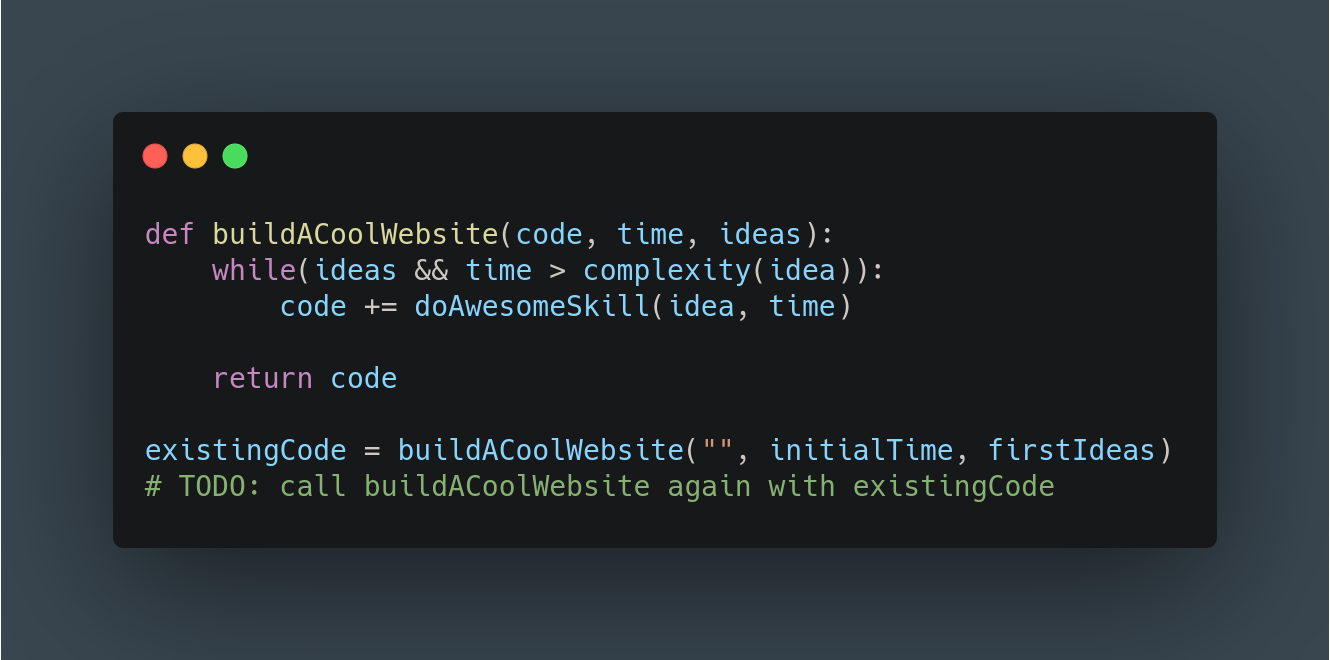 def buildACoolWebsite(code, time, ideas):
    while(ideas && time > complexity(idea)):
        code += doAwesomeSkill(idea, time)
    return code
existingCode = buildACoolWebsite("", initialTime, firstIdeas)
# TODO: call buildACoolWebsite again with existingCode